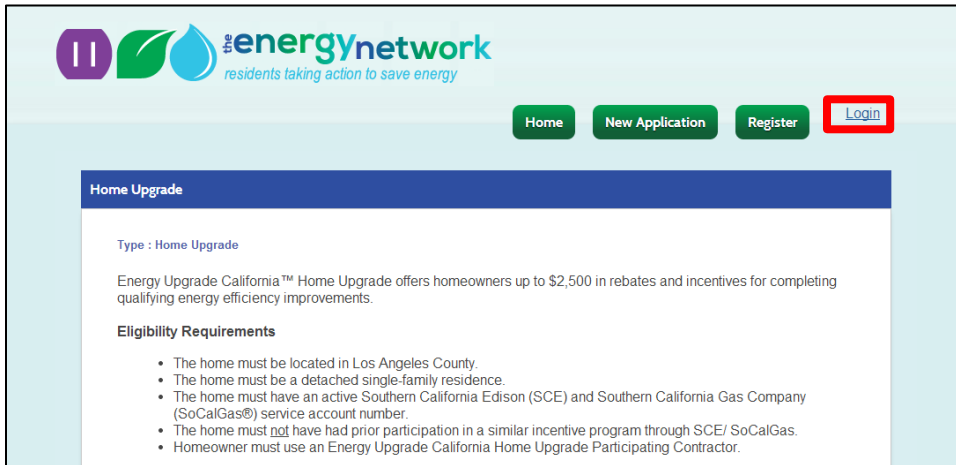 the energynetwork
residents taking action to save energy
Home New Application Register Login
Home Upgrade
Type : Home Upgrade
Energy Upgrade California™ Home Upgrade offers homeowners up to $2,500 in rebates and incentives for completing
qualifying energy efficiency improvements.
Eligibility Requirements
• The home must be located in Los Angeles County.
• The home must be a detached single-family residence.
• The home must have an active Southern California Edison (SCE) and Southern California Gas Company
(SoCalGas®) service account number.
• The home must not have had prior participation in a similar incentive program through SCE/ SoCalGas.
• Homeowner must use an Energy Upgrade California Home Upgrade Participating Contractor.